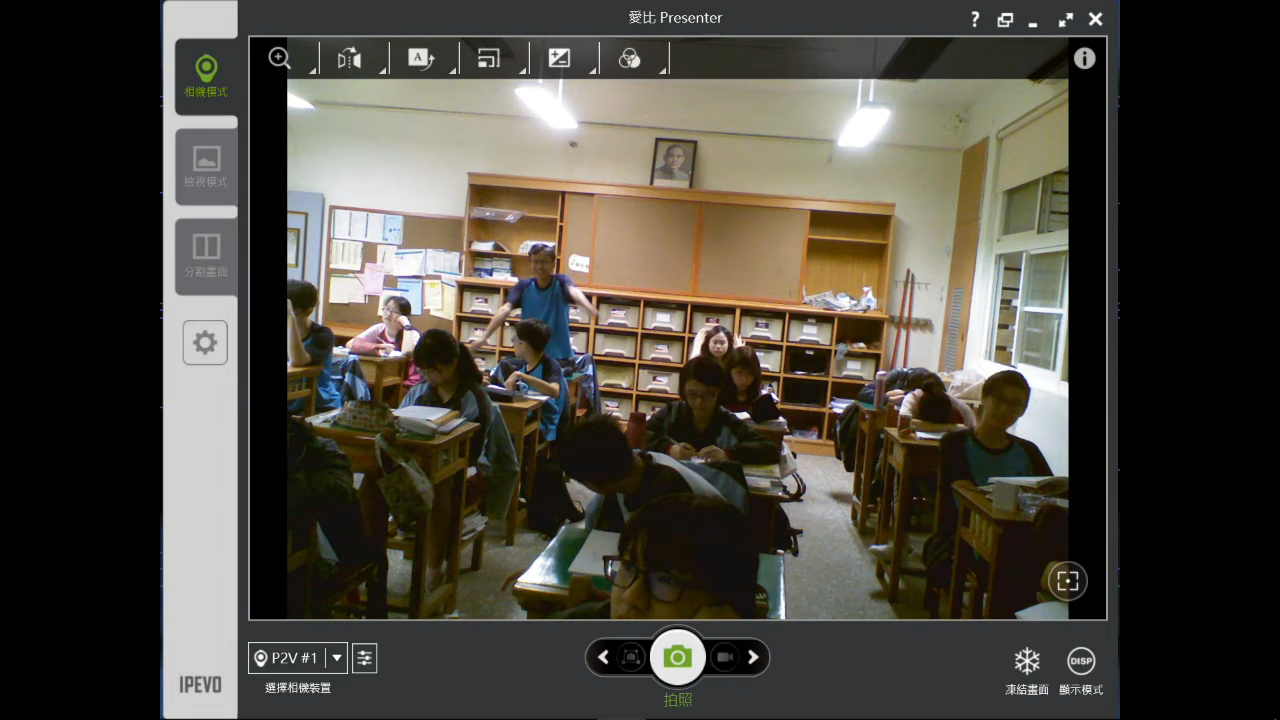 愛比 Presenter
?
A
i
相機模式
檢視模式
分割畫面
P2V #1
選擇相機裝置
拍照
DISP
凍結畫面
顯示模式
IPEVO